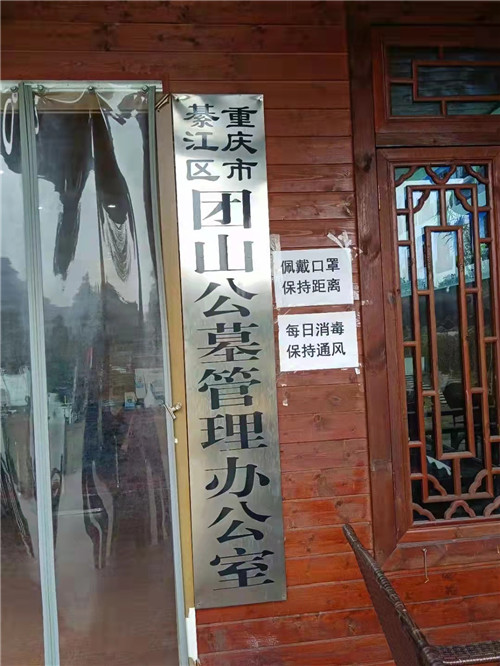 重庆市
綦江区
团山公墓管理办公室
佩戴口罩
保持距离
每日消毒
保持通风